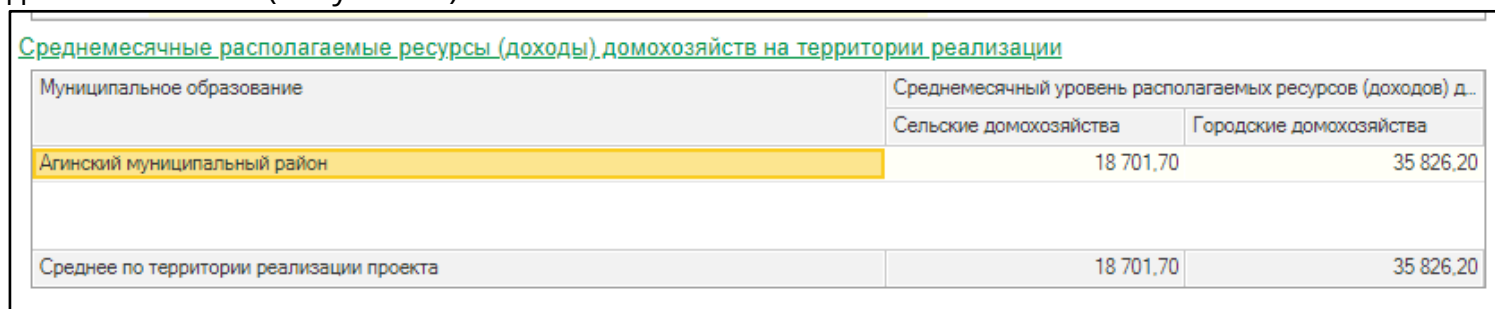 Среднемесячные располагаемые ресурсы (доходы) домохозяйств на территории реализации
Муниципальное образование
Среднемесячный уровень располагаемых ресурсов (доходов) д...
Сельские домохозяйства Городские домохозяйства
Агинский муниципальный район 18 701,70 35 826,20
Среднее по территории реализации проекта 18 701,70 35 826,20